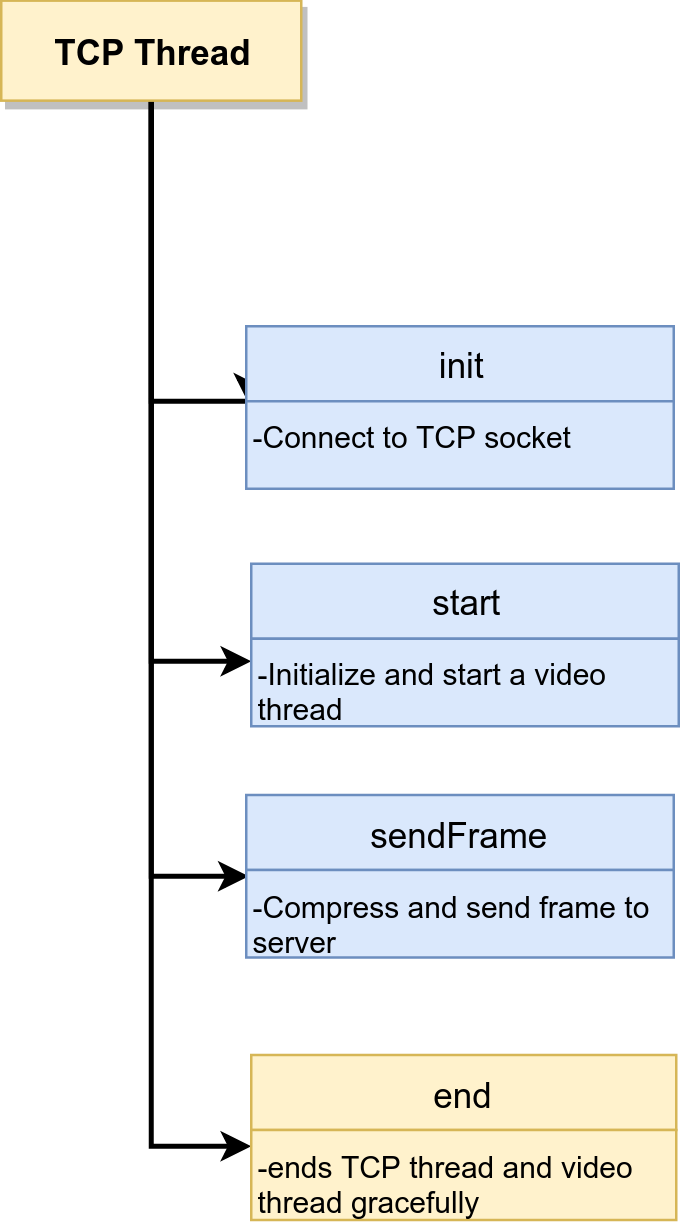 TCP Thread
init
-Connect to TCP socket
start
-Initialize and start a video
thread
sendFrame
-Compress and send frame to
server
end
-ends TCP thread and video
thread gracefully